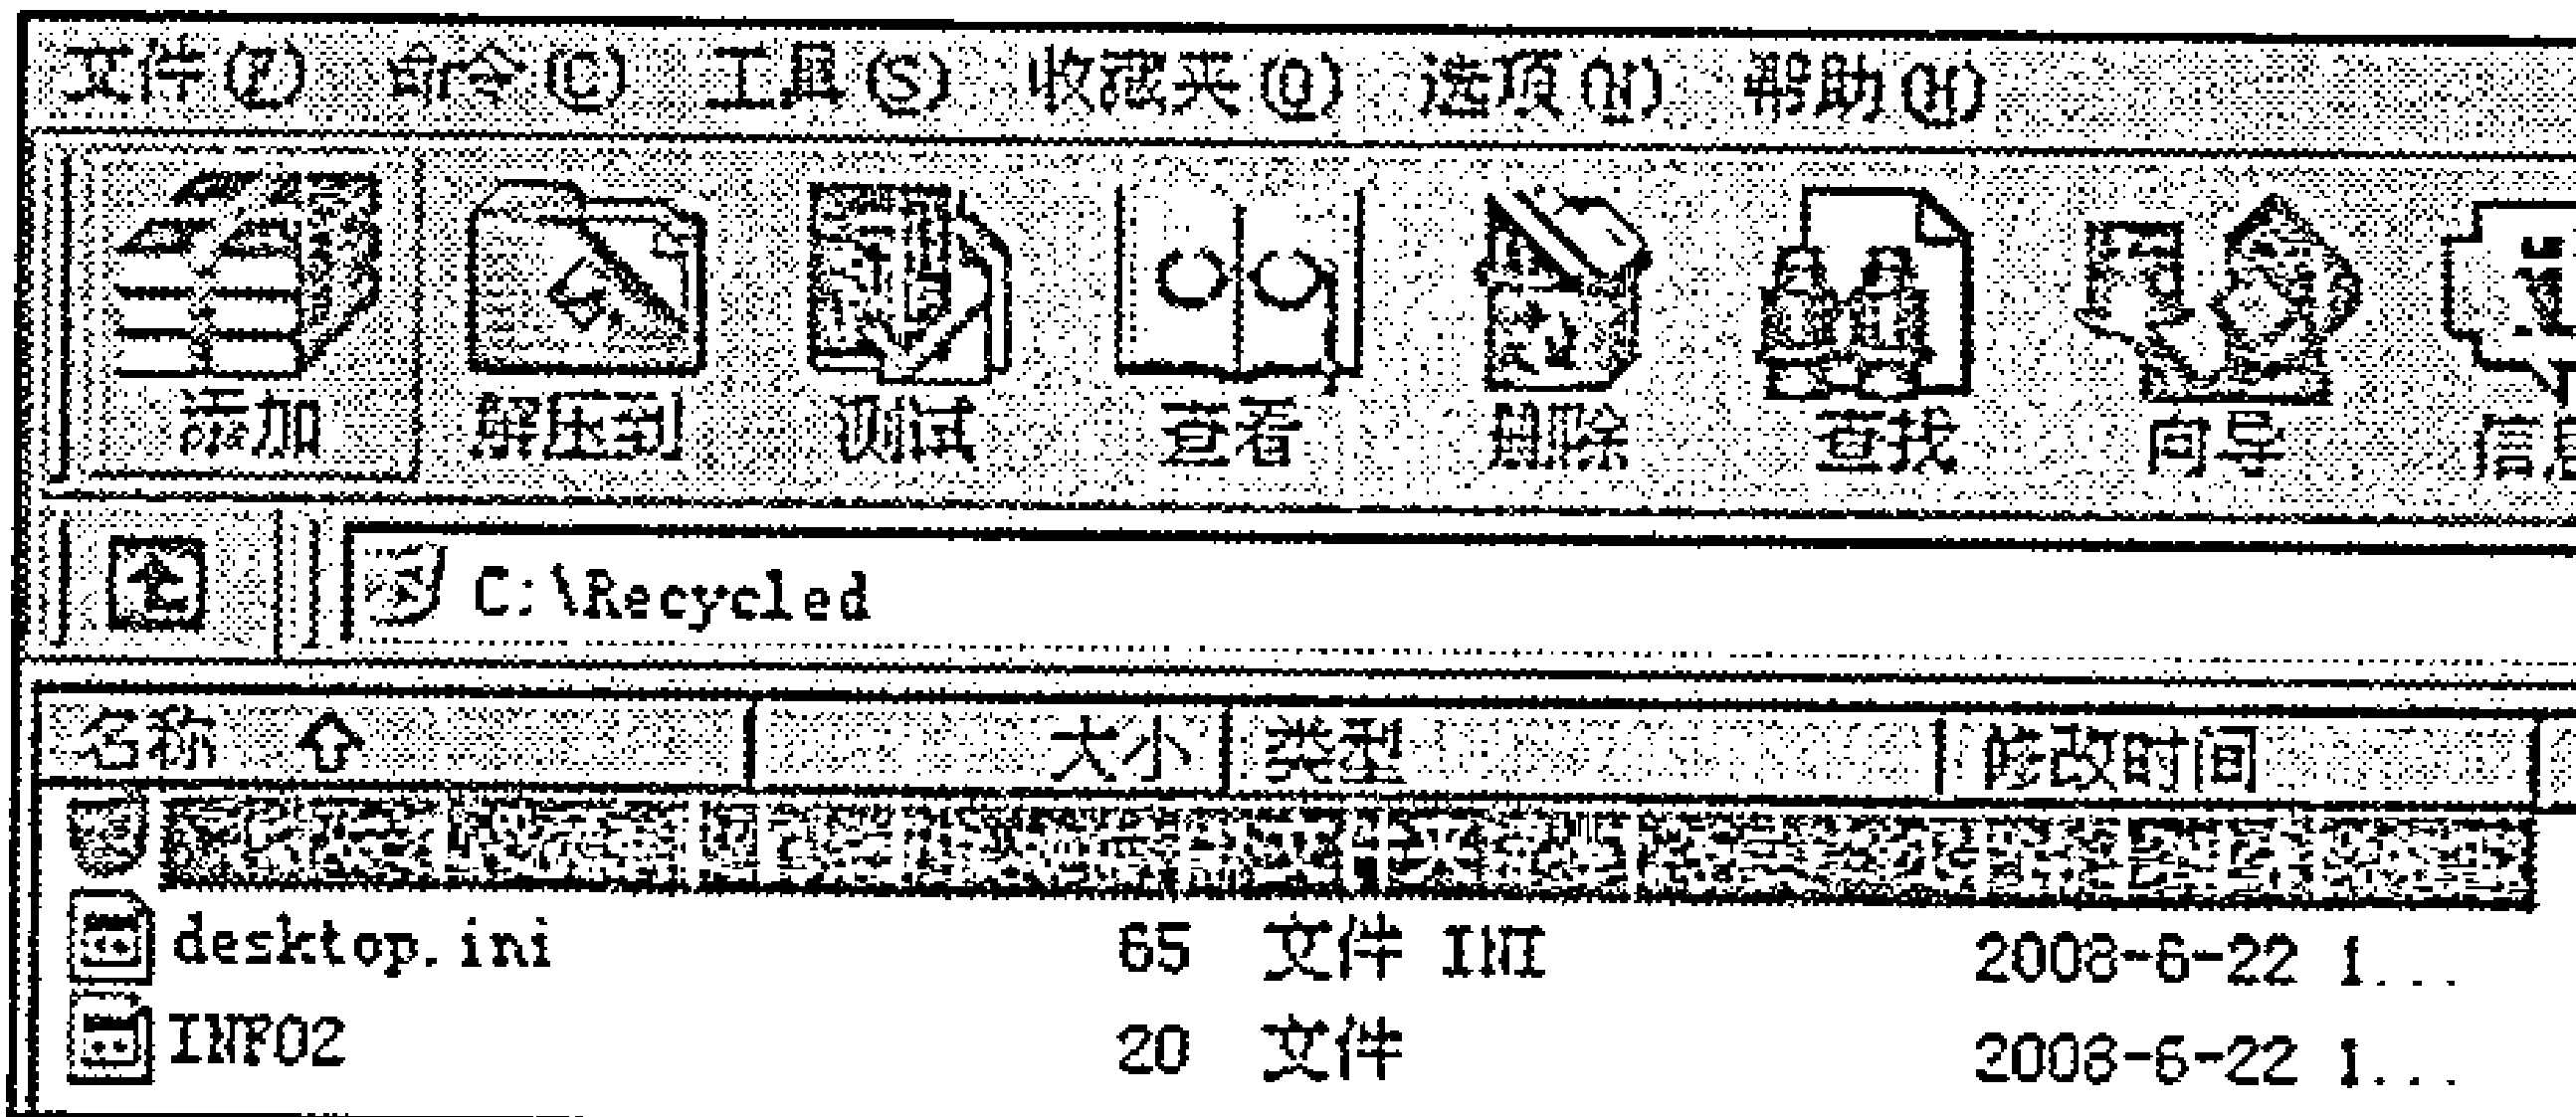 文件(F) 命令(C) 工具(S) 收藏夹(O) 选项(N) 帮助(H)
添加 解压到 测试 查看 删除 查找 向导
C:\Recycled
名称 大小 类型 修改时间
desktop.ini 65 文件 INI 2008-6-22 1...
INFO2 20 文件 2008-6-22 1...